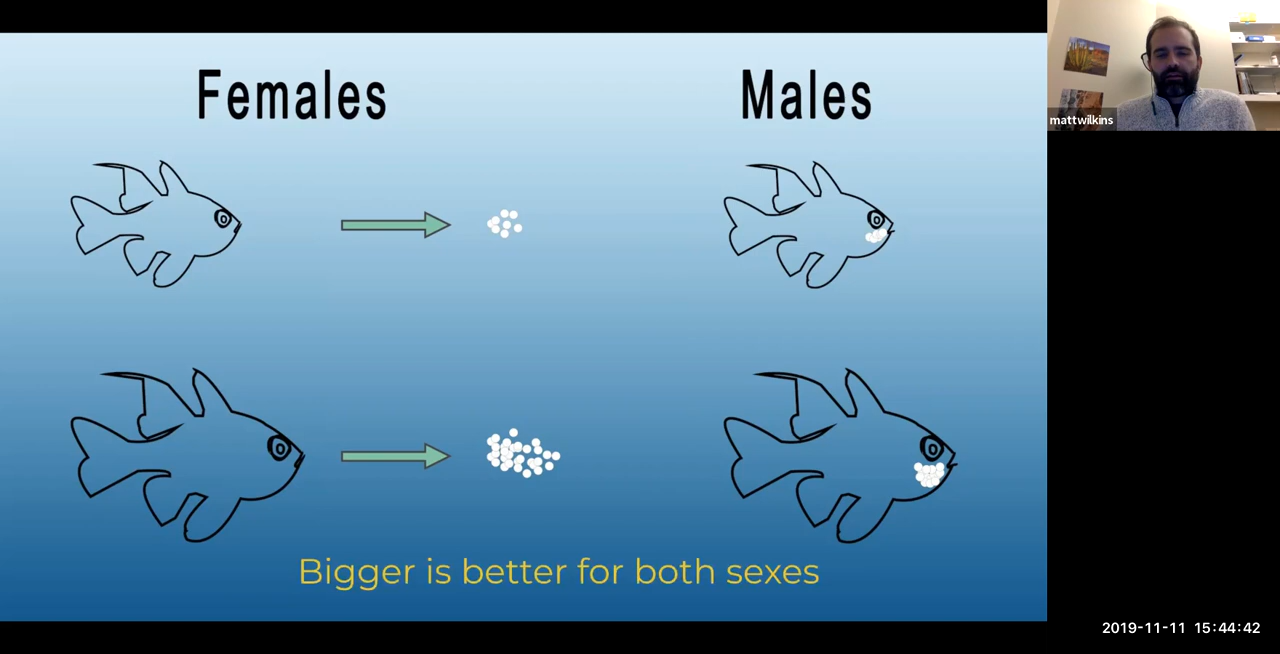 Females
Males
mattwilkins
Bigger is better for both sexes
2019-11-11 15:44:42